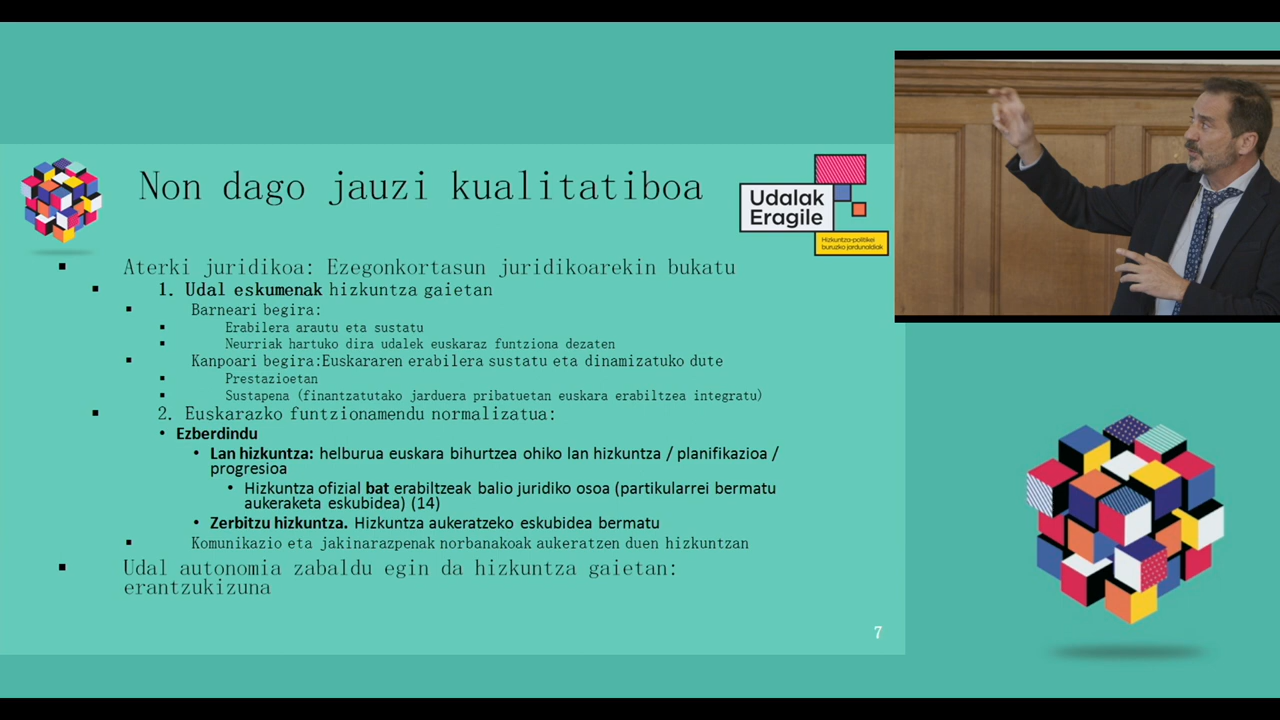 Non dago jauzi kualitatiboa
Udalak
Eragile
Hizkuntza-politikei
buruzko jardunaldiak
Aterki juridikoa: Ezegonkortasun juridikoarekin bukatu
1. Udal eskumenak hizkuntza gaietan
Barneari begira:
Erabilera arautu eta sustatu
Neurriak hartuko dira udalek euskaraz funtziona dezaten
Kanpoari begira:Euskararen erabilera sustatu eta dinamizatuko dute
Prestazioetan
Sustapena (finantzatutako jarduera pribatuetan euskara erabiltzea integratu)
2. Euskarazko funtzionamendu normalizatua:
Ezberdindu
Lan hizkuntza: helburua euskara bihurtzea ohiko lan hizkuntza / planifikazioa /
progresioa
Hizkuntza ofizial bat erabiltzeak balio juridiko osoa (partikularrei bermatu
aukeraketa eskubidea) (14)
Zerbitzu hizkuntza. Hizkuntza aukeratzeko eskubidea bermatu
Komunikazio eta jakinarazpenak norbanakoak aukeratzen duen hizkuntzan
Udal autonomia zabaldu egin da hizkuntza gaietan:
erantzukizuna
7